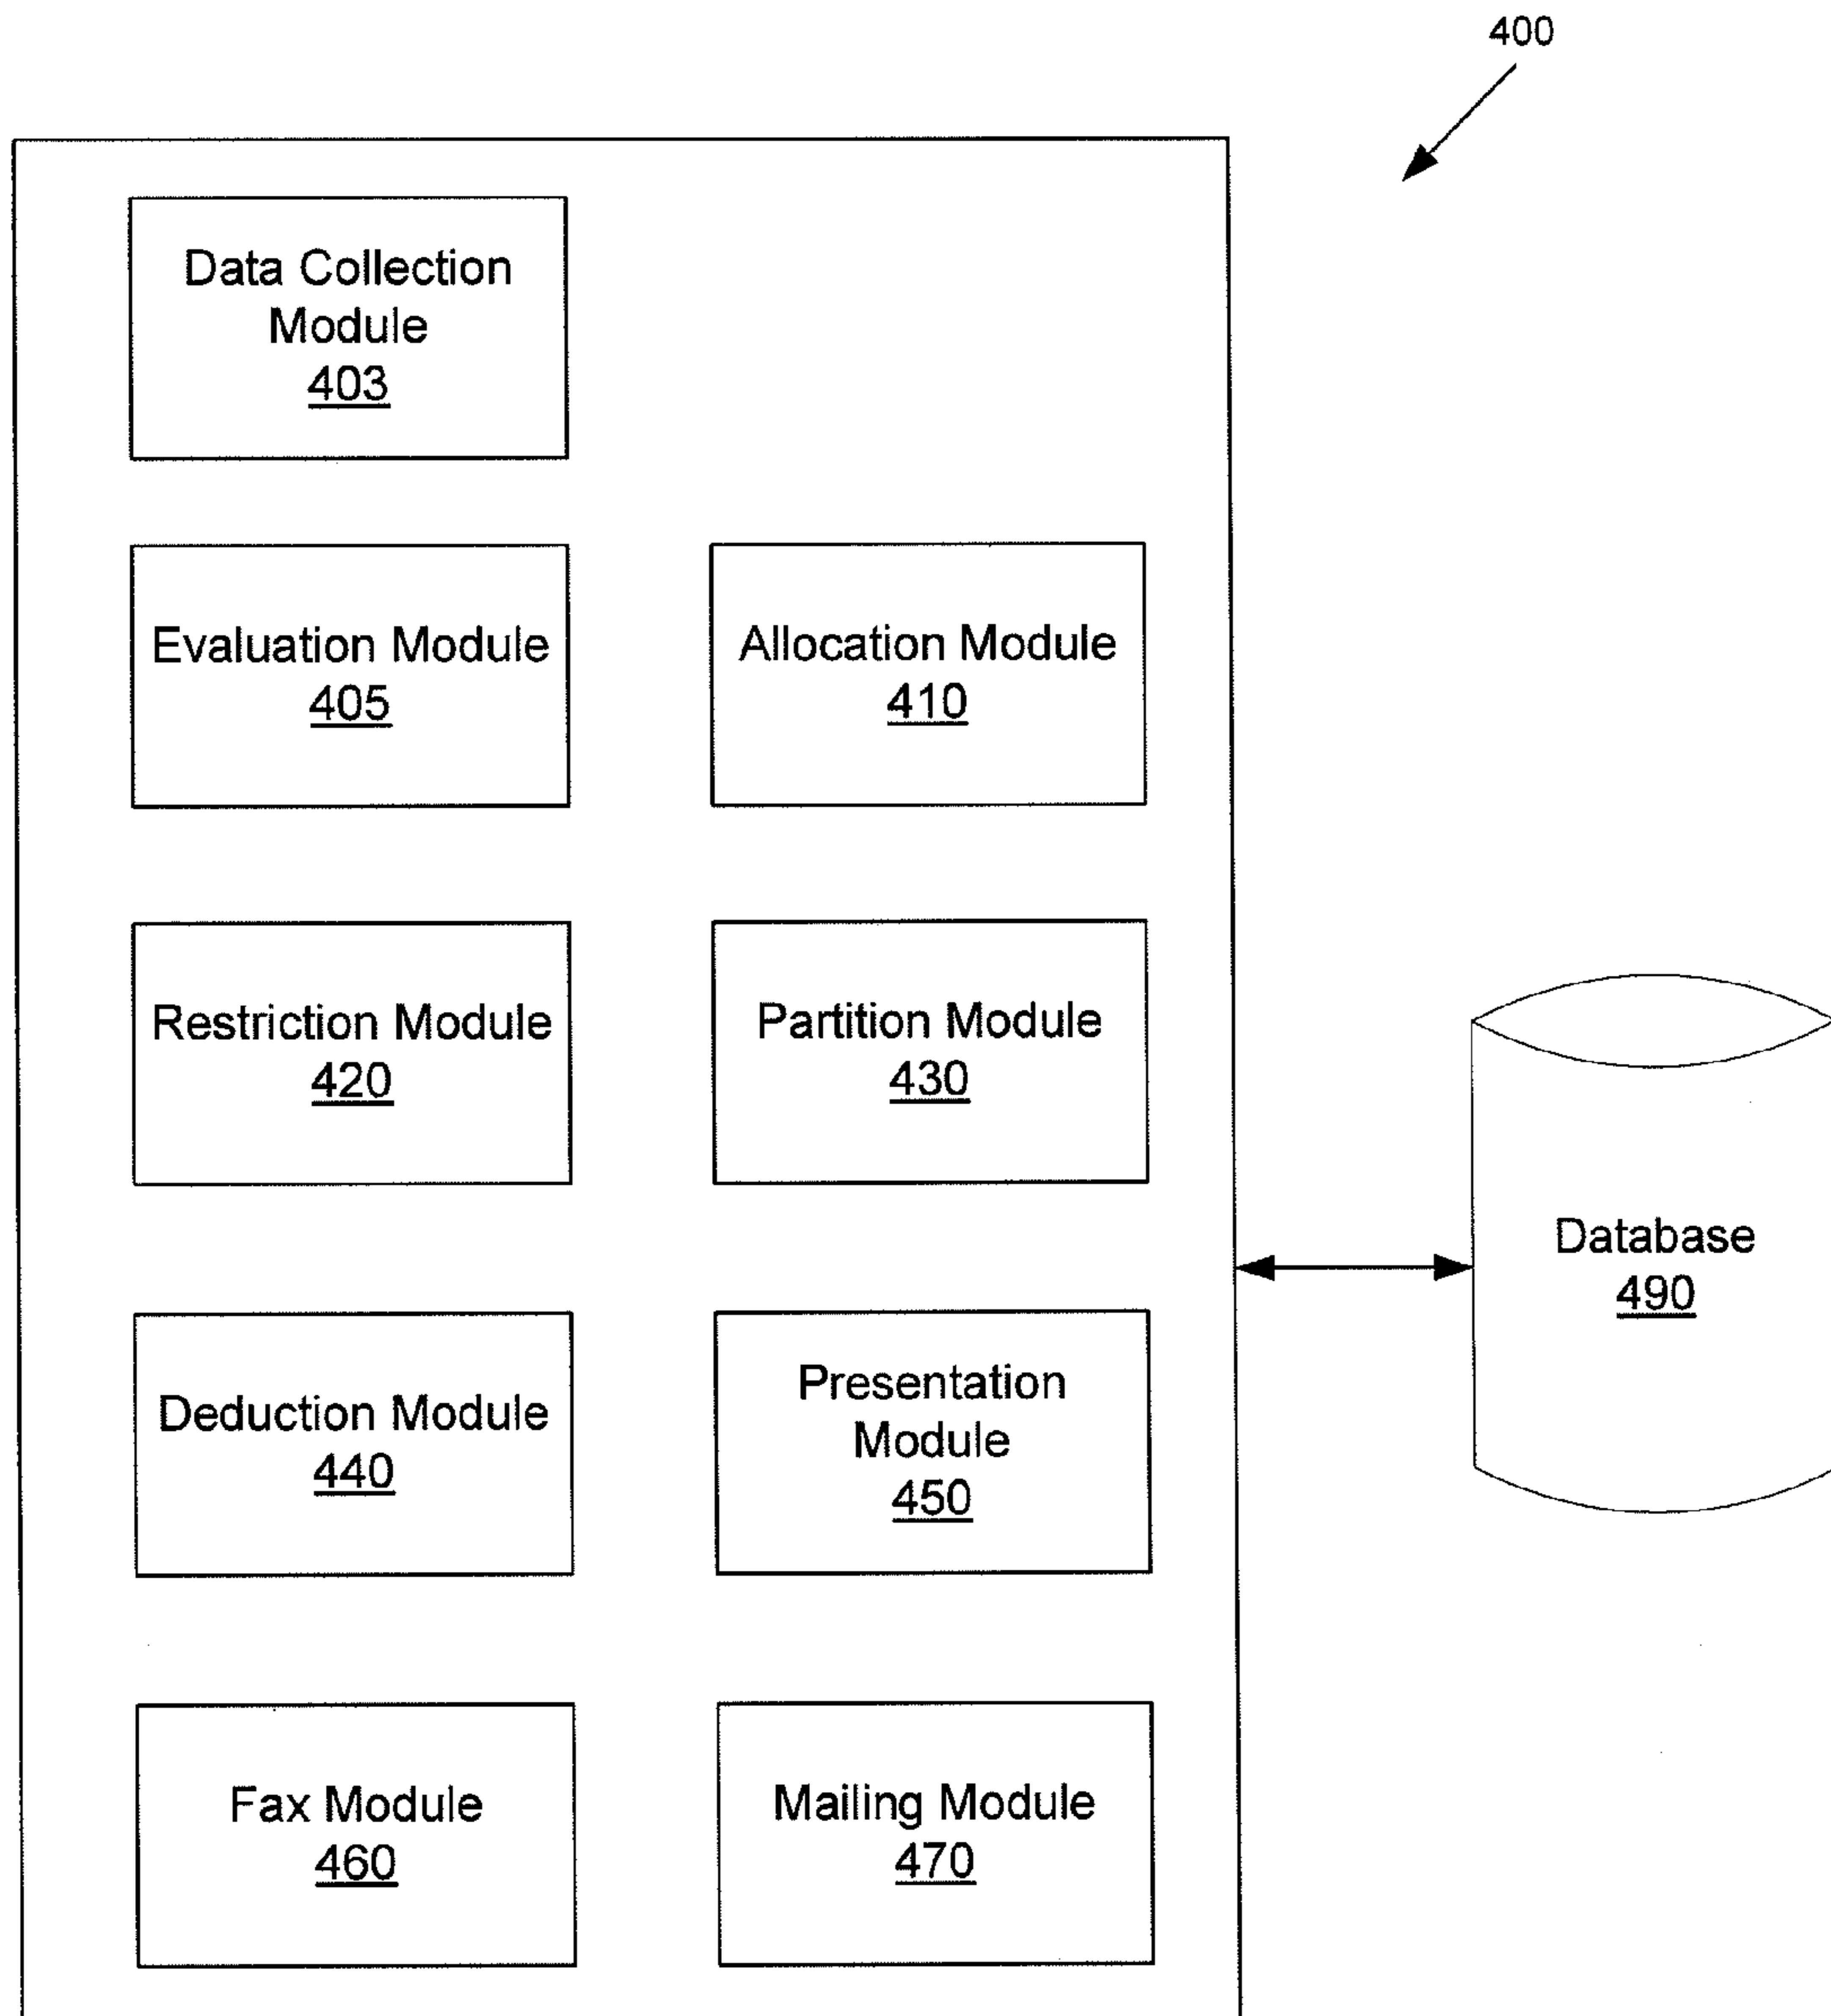 400
Data Collection
Module
403
Evaluation Module
405
Allocation Module
410
Restriction Module
420
Partition Module
430
Database
490
Deduction Module
440
Presentation
Module
450
Fax Module
460
Mailing Module
470